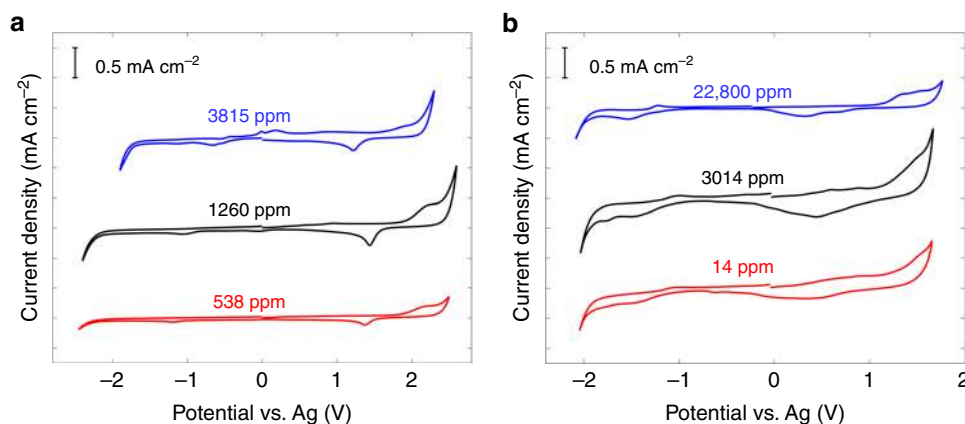 a
0.5 mA cm⁻²
3815 ppm
1260 ppm
538 ppm
Current density (mA cm⁻²)
−2 −1 0 1 2
Potential vs. Ag (V)
b
0.5 mA cm⁻²
22,800 ppm
3014 ppm
14 ppm
Current density (mA cm⁻²)
−2 −1 0 1 2
Potential vs. Ag (V)